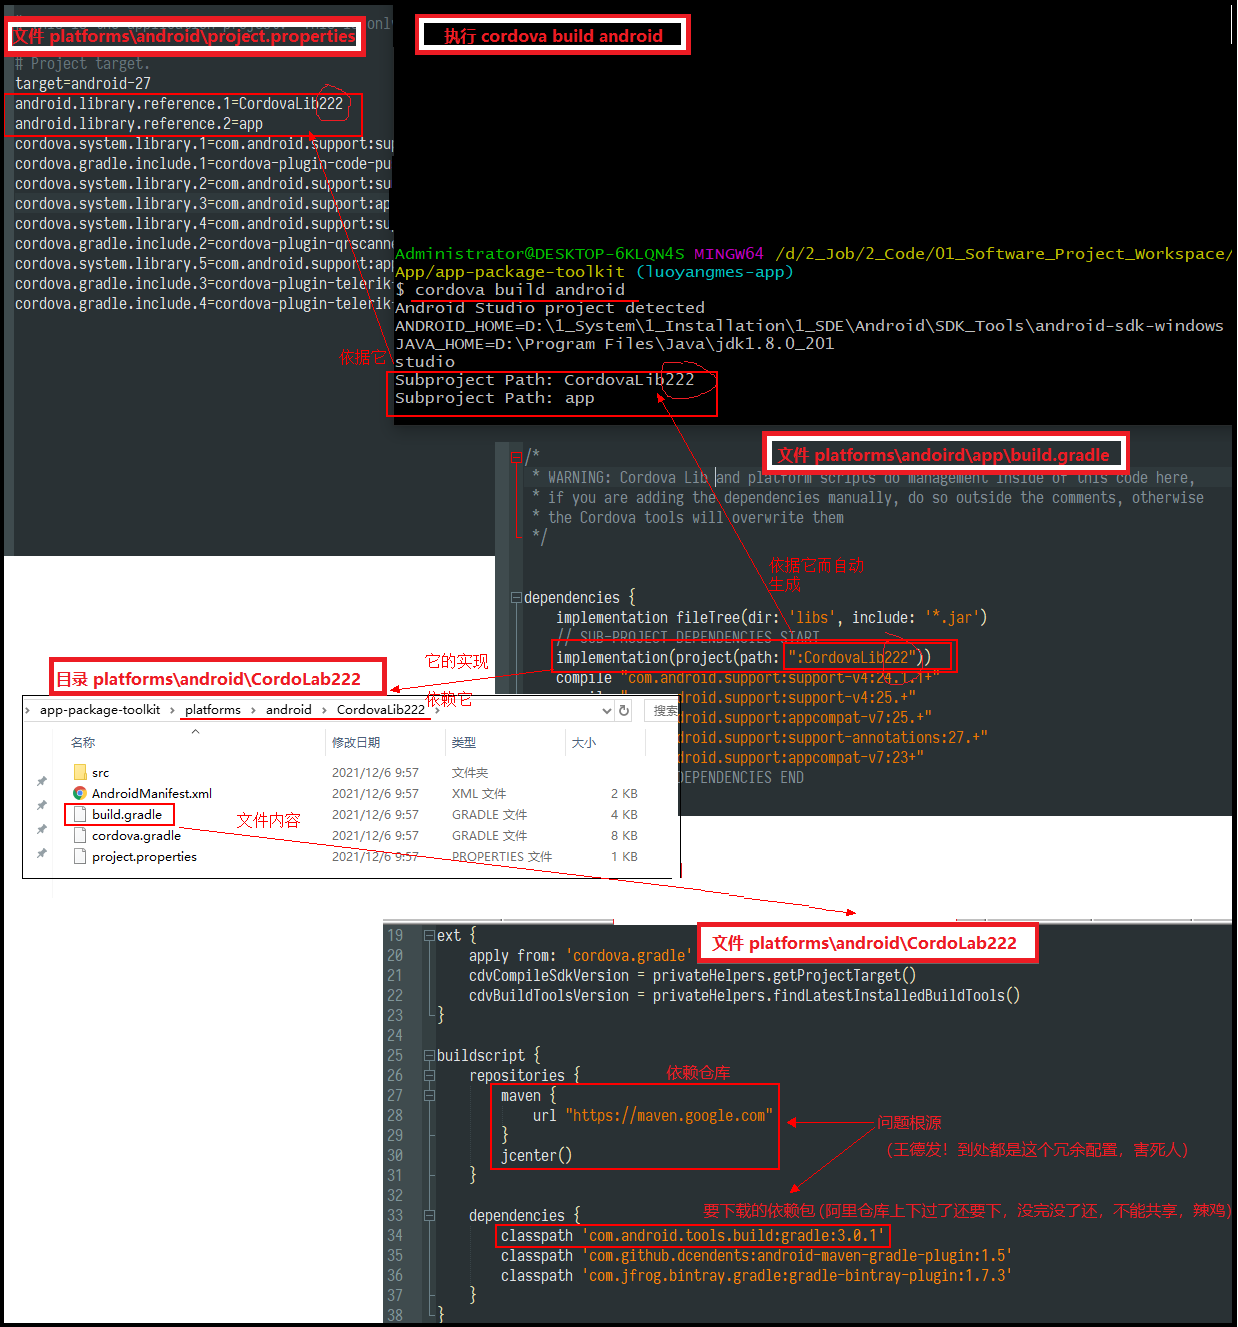 文件 platforms\android\project.properties
# Project target.
target=android-27
android.library.reference.1=CordovaLib222
android.library.reference.2=app
cordova.system.library.1=com.android.support:sup
cordova.gradle.include.1=cordova-plugin-code-pu
cordova.system.library.2=com.android.support:su
cordova.system.library.3=com.android.support:ap
cordova.system.library.4=com.android.support:su
cordova.gradle.include.2=cordova-plugin-qrscann
cordova.system.library.5=com.android.support:app
cordova.gradle.include.3=cordova-plugin-telerik
cordova.gradle.include.4=cordova-plugin-telerik
依据它
执行 cordova build android
Administrator@DESKTOP-6KLQN4S MINGW64 /d/2_Job/2_Code/01_Software_Project_Workspace/
App/app-package-toolkit (luoyangmes-app)
$ cordova build android
Android Studio project detected
ANDROID_HOME=D:\1_System\1_Installation\1_SDE\Android\SDK_Tools\android-sdk-windows
JAVA_HOME=D:\Program Files\Java\jdk1.8.0_201
studio
Subproject Path: CordovaLib222
Subproject Path: app
文件 platforms\andoird\app\build.gradle
/*
* WARNING: Cordova Lib and platform scripts do management inside of this code here,
* if you are adding the dependencies manually, do so outside the comments, otherwise
* the Cordova tools will overwrite them
*/
依据它而自动
生成
dependencies {
implementation fileTree(dir: 'libs', include: '*.jar')
// SUB-PROJECT DEPENDENCIES START
implementation(project(path: ":CordovaLib222"))
compile "com.android.support:support-v4:24.1.1+"
droid.support:support-v4:25.+"
droid.support:appcompat-v7:25.+"
droid.support:support-annotations:27.+"
droid.support:appcompat-v7:23+"
DEPENDENCIES END
它的实现
依赖它
目录 platforms\android\CordoLab222
app-package-toolkit › platforms › android › CordovaLib222 ›
搜索
名称 修改日期 类型 大小
src 2021/12/6 9:57 文件夹
AndroidManifest.xml 2021/12/6 9:57 XML 文件 2 KB
build.gradle 2021/12/6 9:57 GRADLE 文件 4 KB
cordova.gradle 2021/12/6 9:57 GRADLE 文件 8 KB
project.properties 2021/12/6 9:57 PROPERTIES 文件 1 KB
文件内容
文件 platforms\android\CordoLab222
19 ext {
20 apply from: 'cordova.gradle'
21 cdvCompileSdkVersion = privateHelpers.getProjectTarget()
22 cdvBuildToolsVersion = privateHelpers.findLatestInstalledBuildTools()
23 }
24
25 buildscript {
26 repositories {
依赖仓库
27 maven {
28 url "https://maven.google.com"
29 }
30 jcenter()
31 }
问题根源
（王德发！到处都是这个冗余配置，害死人）
32
33 dependencies {
要下载的依赖包(阿里仓库上下过了还要下，没完没了还，不能共享，辣鸡)
34 classpath 'com.android.tools.build:gradle:3.0.1'
35 classpath 'com.github.dcendents:android-maven-gradle-plugin:1.5'
36 classpath 'com.jfrog.bintray.gradle:gradle-bintray-plugin:1.7.3'
37 }
38 }